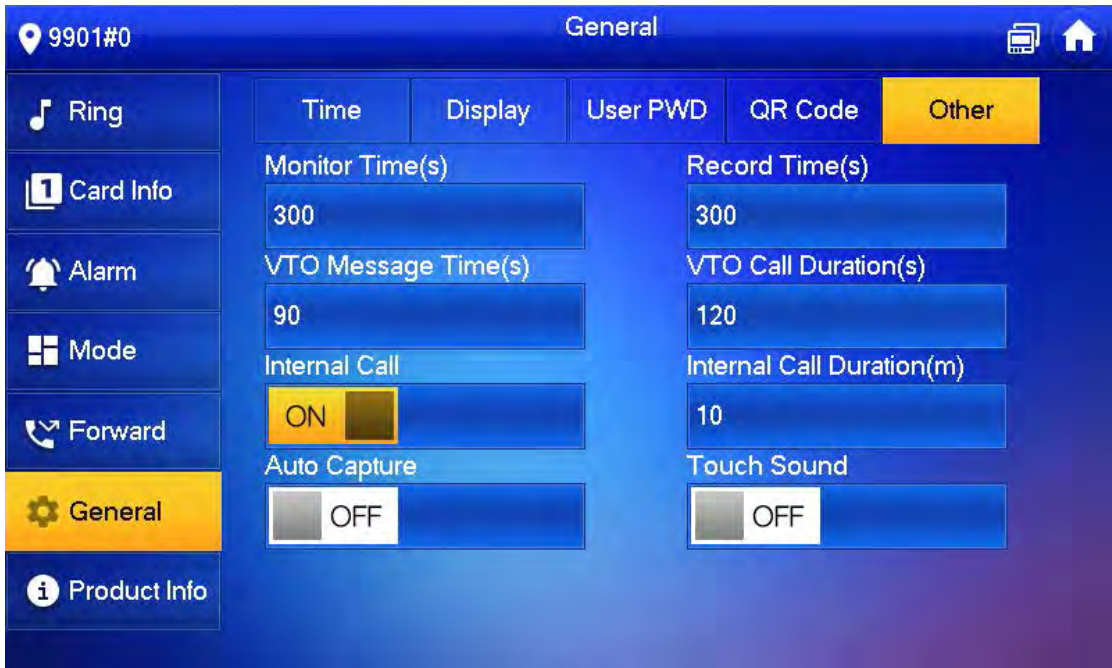 9901#0
General
Ring
Card Info
Alarm
Mode
Forward
General
Product Info
Time Display User PWD QR Code Other
Monitor Time(s) Record Time(s)
300 300
VTO Message Time(s) VTO Call Duration(s)
90 120
Internal Call Internal Call Duration(m)
ON 10
Auto Capture Touch Sound
OFF OFF